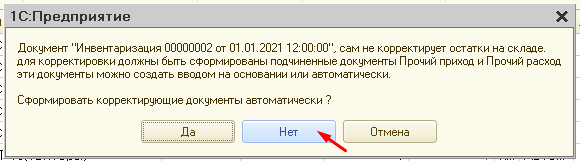 1С:Предприятие
Документ "Инвентаризация 00000002 от 01.01.2021 12:00:00", сам не корректирует остатки на складе.
для корректировки должны быть сформированы подчиненные документы Прочий приход и Прочий расход
эти документы можно создать вводом на основании или автоматически.
Сформировать корректирующие документы автоматически ?
Да
Нет
Отмена